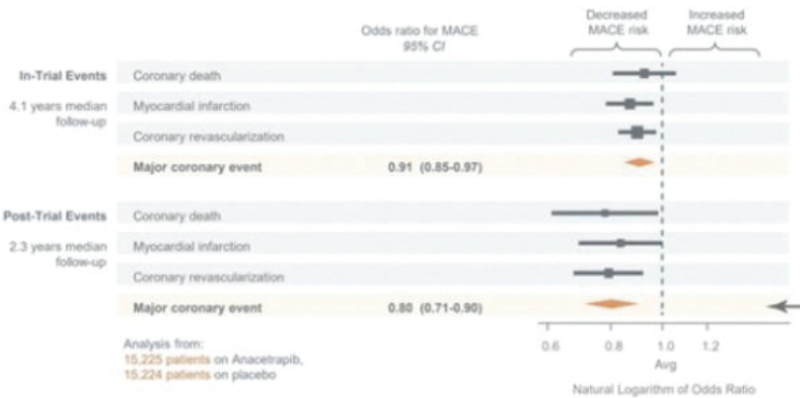 Decreased MACE risk
Increased MACE risk
Odds ratio for MACE
95% CI
In-Trial Events
Coronary death
4.1 years median follow-up
Myocardial infarction
Coronary revascularization
Major coronary event 0.91 (0.85-0.97)
Post-Trial Events
Coronary death
2.3 years median follow-up
Myocardial infarction
Coronary revascularization
Major coronary event 0.80 (0.71-0.90)
0.6 0.8 1.0 1.2
Avg
Natural Logarithm of Odds Ratio
Analysis from:
15,225 patients on Anacetrapib,
15,224 patients on placebo